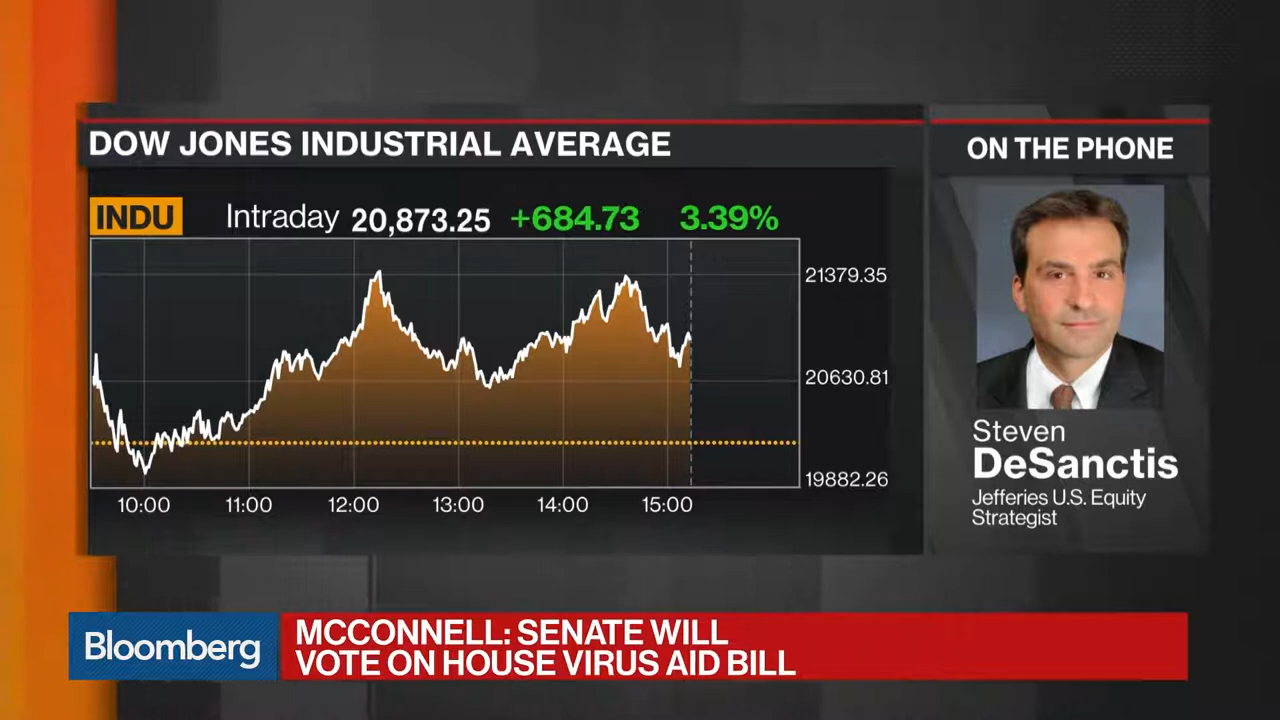 DOW JONES INDUSTRIAL AVERAGE
INDU Intraday 20,873.25 +684.73 3.39%
21379.35
20630.81
19882.26
10:00 11:00 12:00 13:00 14:00 15:00
ON THE PHONE
Steven
DeSanctis
Jefferies U.S. Equity
Strategist
Bloomberg
MCCONNELL: SENATE WILL
VOTE ON HOUSE VIRUS AID BILL